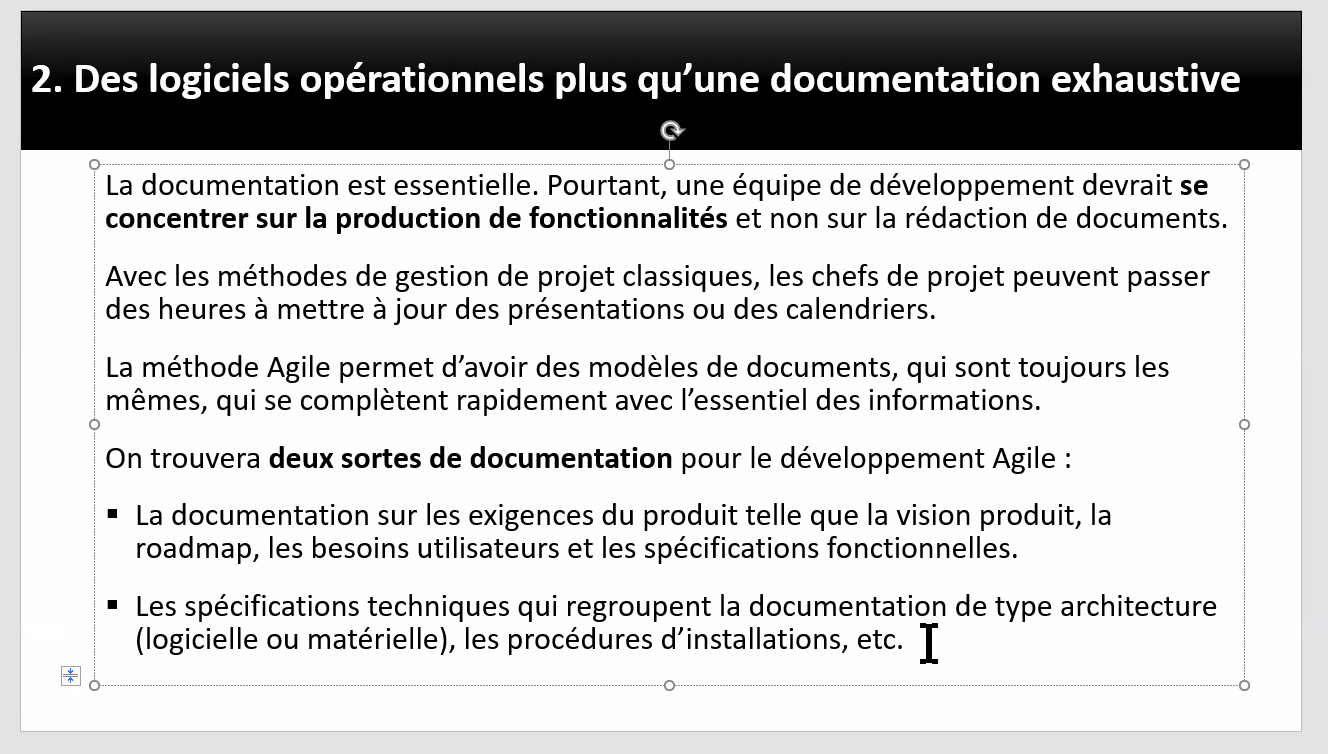 2. Des logiciels opérationnels plus qu’une documentation exhaustive
La documentation est essentielle. Pourtant, une équipe de développement devrait se
concentrer sur la production de fonctionnalités et non sur la rédaction de documents.
Avec les méthodes de gestion de projet classiques, les chefs de projet peuvent passer
des heures à mettre à jour des présentations ou des calendriers.
La méthode Agile permet d’avoir des modèles de documents, qui sont toujours les
mêmes, qui se complètent rapidement avec l’essentiel des informations.
On trouvera deux sortes de documentation pour le développement Agile :
▪ La documentation sur les exigences du produit telle que la vision produit, la
roadmap, les besoins utilisateurs et les spécifications fonctionnelles.
▪ Les spécifications techniques qui regroupent la documentation de type architecture
(logicielle ou matérielle), les procédures d’installations, etc.